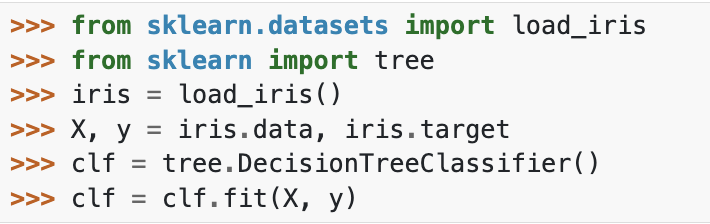 >>> from sklearn.datasets import load_iris
>>> from sklearn import tree
>>> iris = load_iris()
>>> X, y = iris.data, iris.target
>>> clf = tree.DecisionTreeClassifier()
>>> clf = clf.fit(X, y)